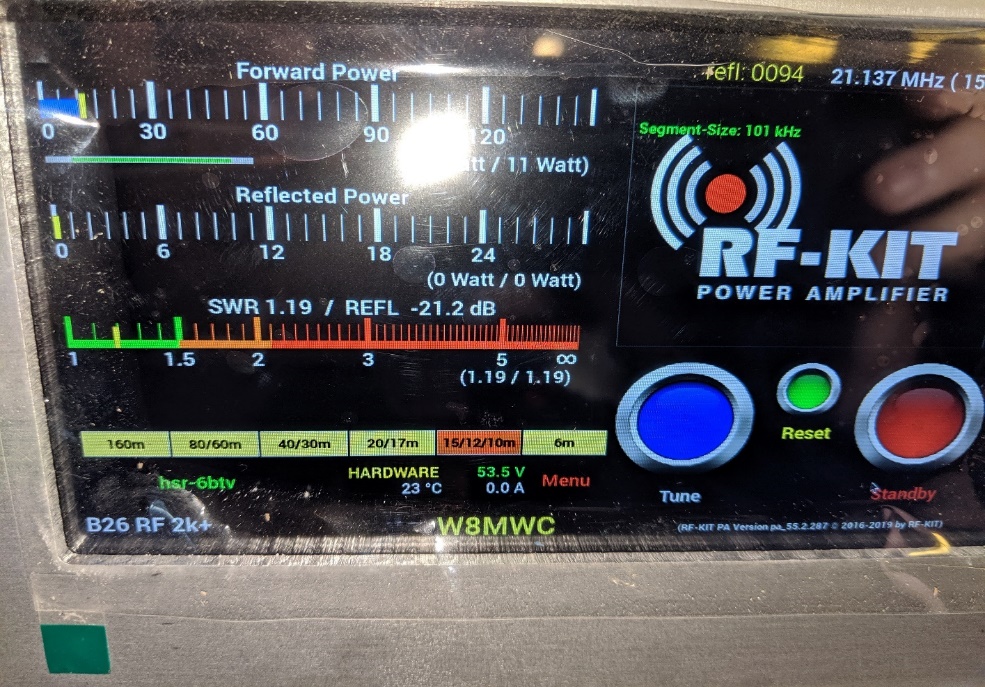 Forward Power
0 30 60 90 20
tt / 11 Watt)
Reflected Power
0 6 12 18 24
(0 Watt / 0 Watt)
SWR 1.19 / REFL -21.2 dB
1 1.5 2 3 5 ∞
(1.19 / 1.19)
160m 80/60m 40/30m 20/17m 15/12/10m 6m
hsr-6btv
HARDWARE 53.5 V
23 °C 0.0 A
Menu
B26 RF 2k+
W8MWC
refl: 0094 21.137 MHz ( 15
Segment-Size: 101 kHz
RF-KIT
POWER AMPLIFIER
Tune
Reset
Standby
(RF-KIT PA Version pa_55.2.287 © 2016-2019 by RF-KIT)